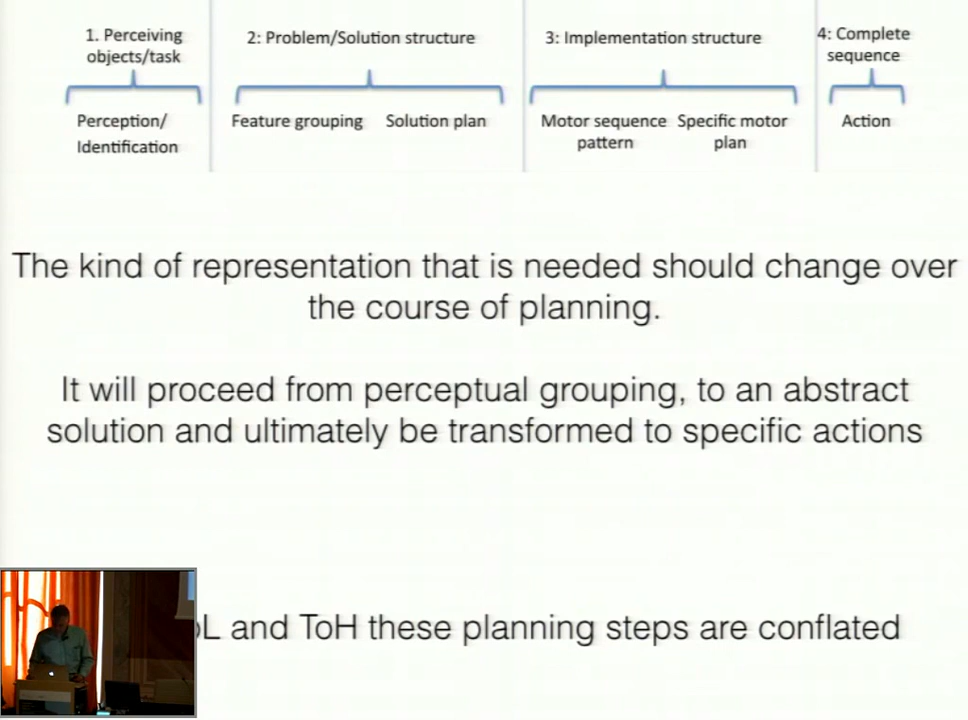 1. Perceiving objects/task
2: Problem/Solution structure
3: Implementation structure
4: Complete sequence
Perception/ Identification
Feature grouping
Solution plan
Motor sequence pattern
Specific motor plan
Action
The kind of representation that is needed should change over
the course of planning.
It will proceed from perceptual grouping, to an abstract
solution and ultimately be transformed to specific actions
and ToH these planning steps are conflated